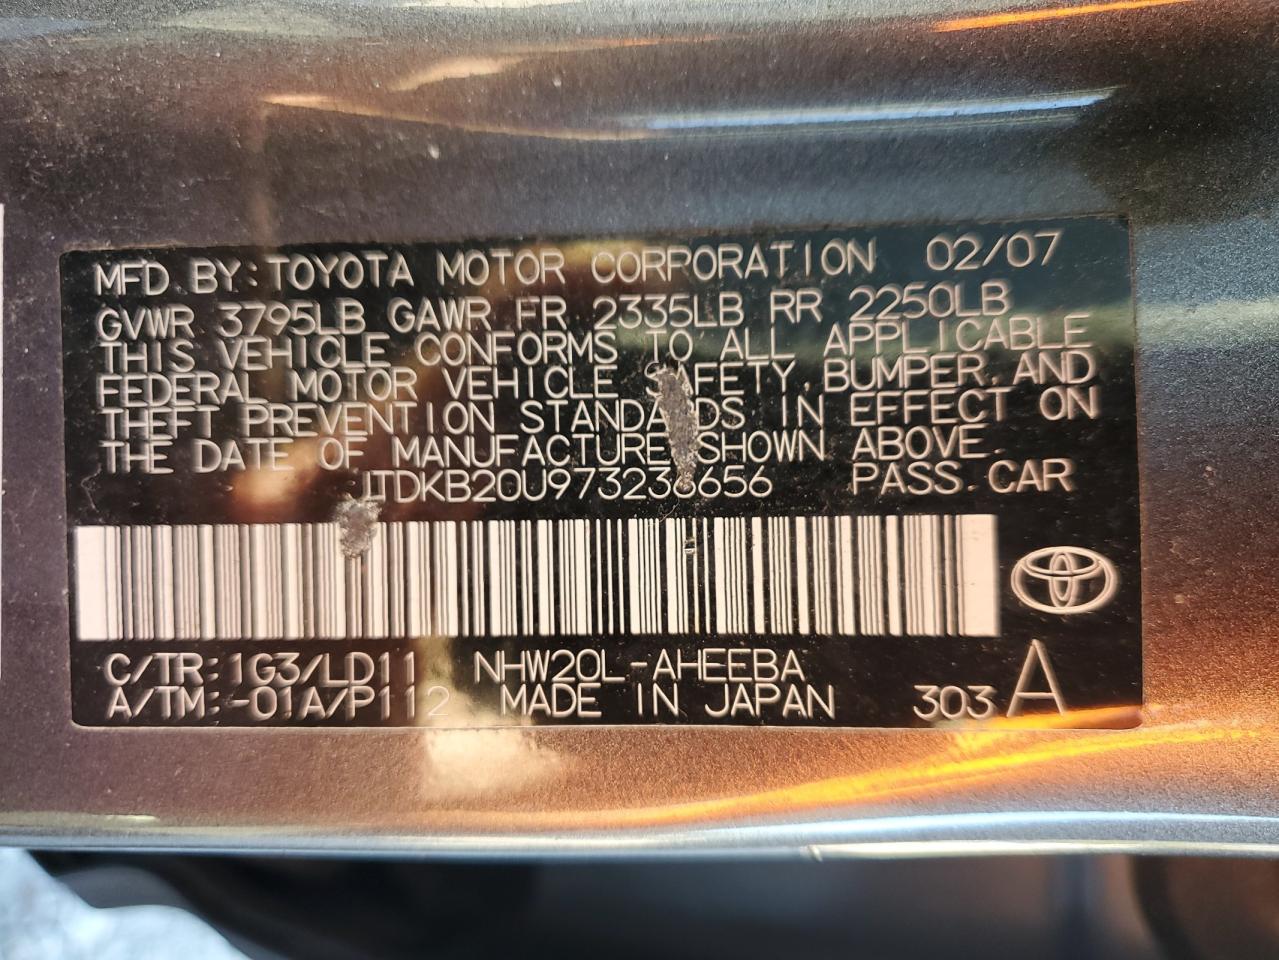 MFD. BY: TOYOTA MOTOR CORPORATION 02/07
GVWR 3795LB GAWR FR 2335LB RR 2250LB
THIS VEHICLE CONFORMS TO ALL APPLICABLE
FEDERAL MOTOR VEHICLE SAFETY, BUMPER, AND
THEFT PREVENTION STANDARDS IN EFFECT ON
THE DATE OF MANUFACTURE SHOWN ABOVE.
JTDKB20U973236656 PASS. CAR
C/TR: 1G3/LD11 NHW20L-AHEEBA
A/TM: -01A/P112 MADE IN JAPAN 303 A